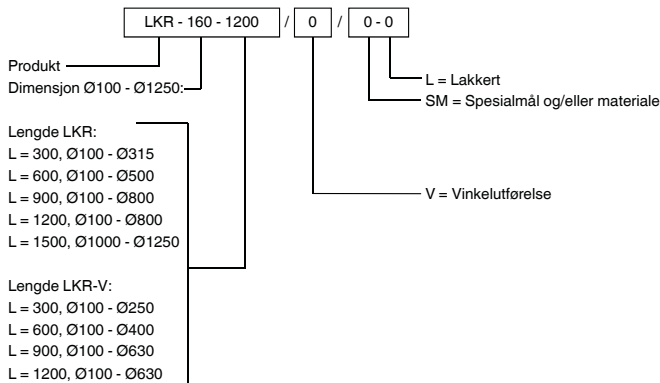 LKR - 160 - 1200 / 0 / 0 - 0
Produkt
Dimensjon Ø100 - Ø1250:
L = Lakkert
SM = Spesialmål og/eller materiale
Lengde LKR:
L = 300, Ø100 - Ø315
L = 600, Ø100 - Ø500
L = 900, Ø100 - Ø800
L = 1200, Ø100 - Ø800
L = 1500, Ø1000 - Ø1250
V = Vinkelutførelse
Lengde LKR-V:
L = 300, Ø100 - Ø250
L = 600, Ø100 - Ø400
L = 900, Ø100 - Ø630
L = 1200, Ø100 - Ø630